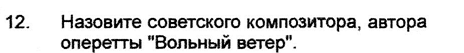 12. Назовите советского композитора, автора
оперетты "Вольный ветер".